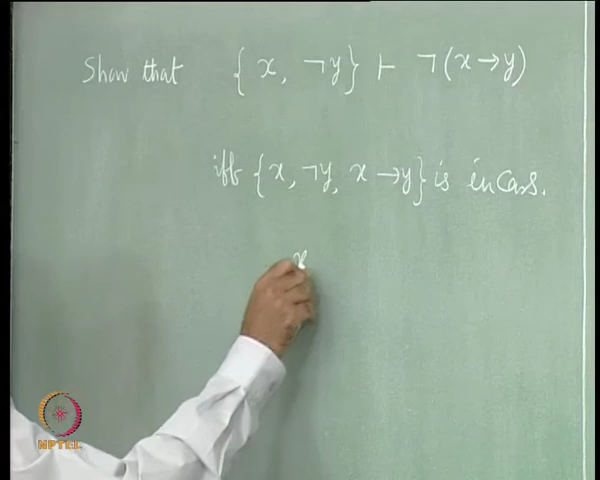 Show that {x, ¬y} ⊢ ¬(x→y)
iff {x, ¬y, x→y} is incons.
x
NPTEL